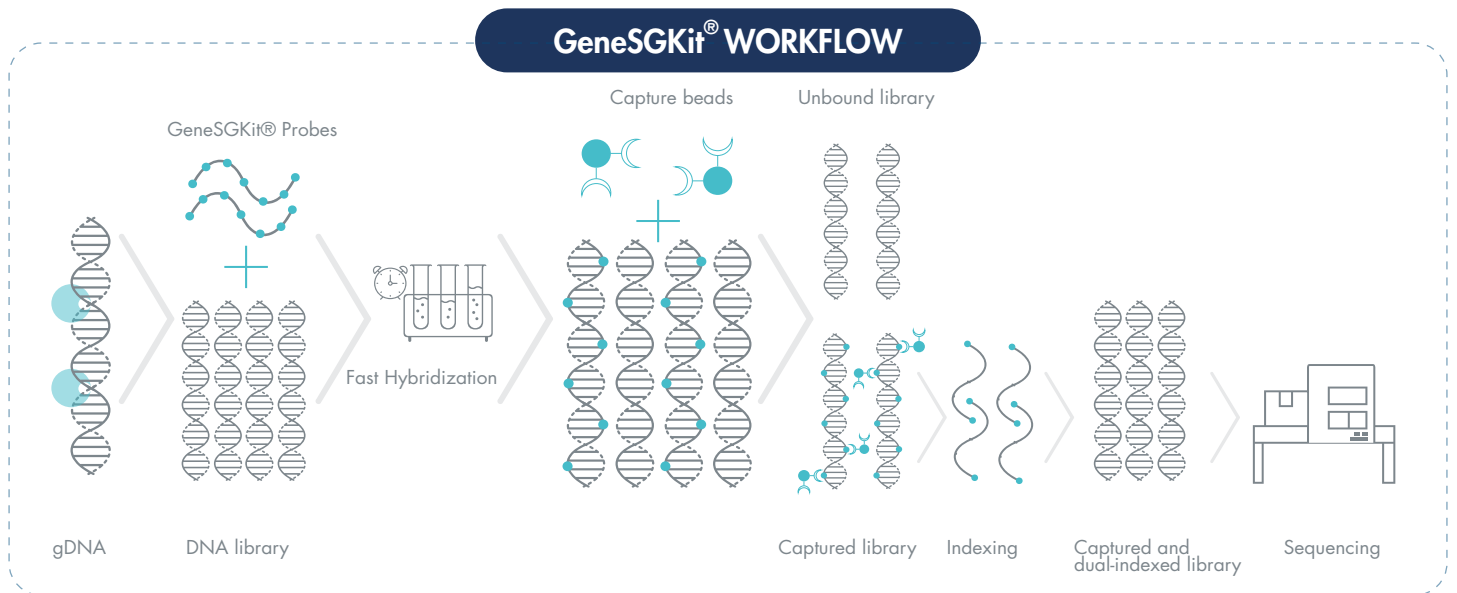 GeneSGKit® WORKFLOW
Capture beads
Unbound library
GeneSGKit® Probes
Fast Hybridization
gDNA
DNA library
Captured library
Indexing
Captured and
dual-indexed library
Sequencing